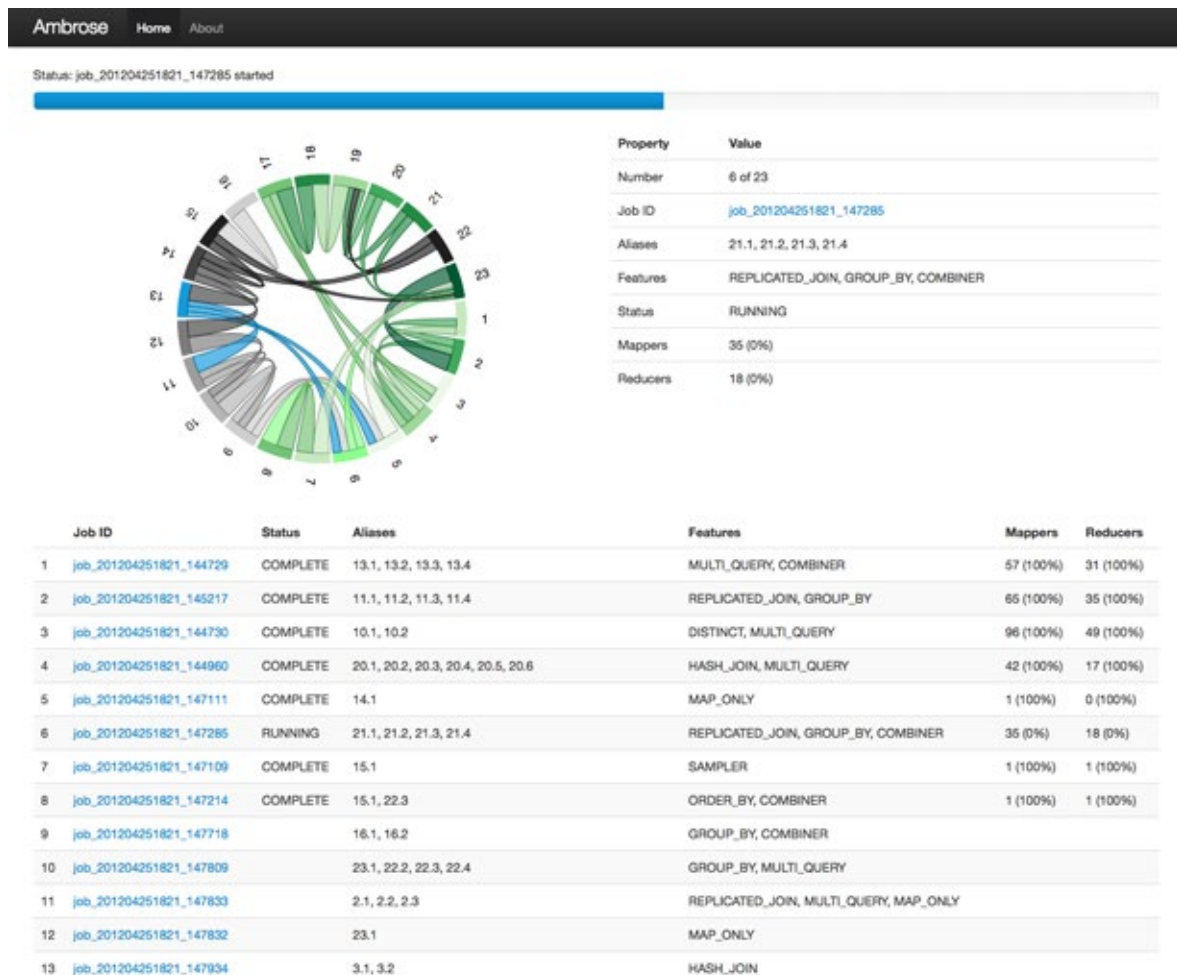 Ambrose Home About
Status: job_201204251821_147285 started
17 18 19 20 21 22 23 1 2 3 4 5 6 7 8 9 10 11 12 13 14 15 16
Property Value
Number 6 of 23
Job ID job_201204251821_147285
Aliases 21.1, 21.2, 21.3, 21.4
Features REPLICATED_JOIN, GROUP_BY, COMBINER
Status RUNNING
Mappers 35 (0%)
Reducers 18 (0%)
Job ID Status Aliases Features Mappers Reducers
1 job_201204251821_144729 COMPLETE 13.1, 13.2, 13.3, 13.4 MULTI_QUERY, COMBINER 57 (100%) 31 (100%)
2 job_201204251821_145217 COMPLETE 11.1, 11.2, 11.3, 11.4 REPLICATED_JOIN, GROUP_BY 65 (100%) 35 (100%)
3 job_201204251821_144730 COMPLETE 10.1, 10.2 DISTINCT, MULTI_QUERY 96 (100%) 49 (100%)
4 job_201204251821_144960 COMPLETE 20.1, 20.2, 20.3, 20.4, 20.5, 20.6 HASH_JOIN, MULTI_QUERY 42 (100%) 17 (100%)
5 job_201204251821_147111 COMPLETE 14.1 MAP_ONLY 1 (100%) 0 (100%)
6 job_201204251821_147285 RUNNING 21.1, 21.2, 21.3, 21.4 REPLICATED_JOIN, GROUP_BY, COMBINER 35 (0%) 18 (0%)
7 job_201204251821_147109 COMPLETE 15.1 SAMPLER 1 (100%) 1 (100%)
8 job_201204251821_147214 COMPLETE 15.1, 22.3 ORDER_BY, COMBINER 1 (100%) 1 (100%)
9 job_201204251821_147718 16.1, 16.2 GROUP_BY, COMBINER
10 job_201204251821_147809 23.1, 22.2, 22.3, 22.4 GROUP_BY, MULTI_QUERY
11 job_201204251821_147833 2.1, 2.2, 2.3 REPLICATED_JOIN, MULTI_QUERY, MAP_ONLY
12 job_201204251821_147832 23.1 MAP_ONLY
13 job_201204251821_147934 3.1, 3.2 HASH_JOIN